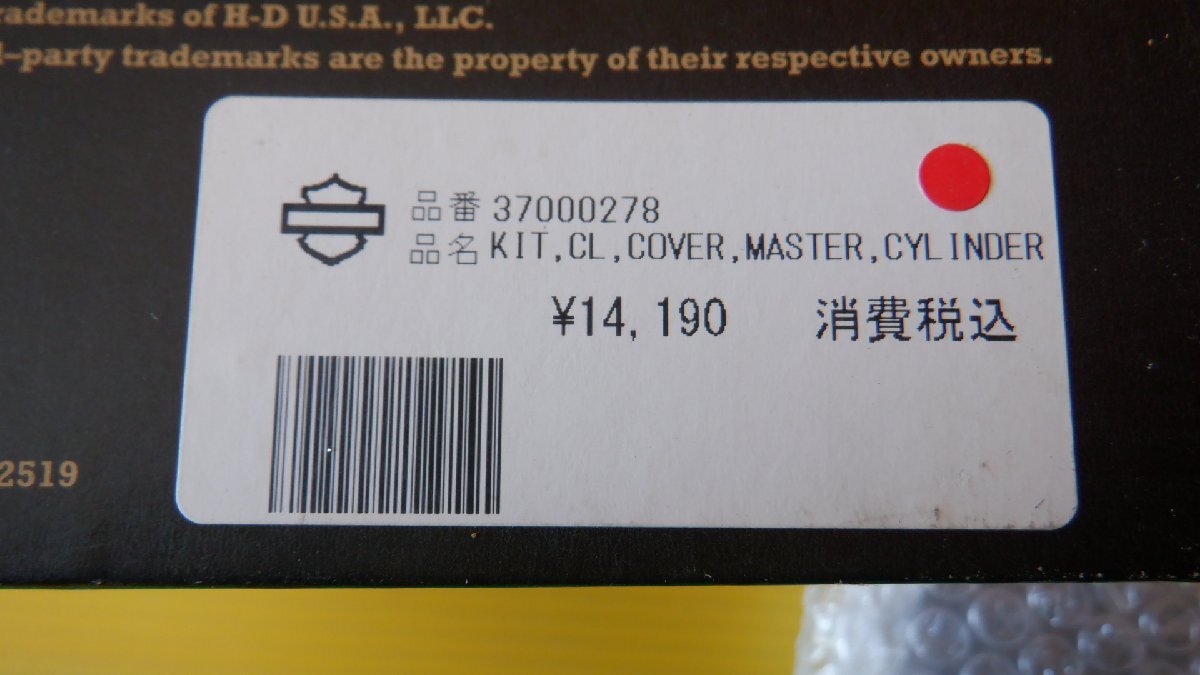 trademarks of H-D U.S.A., LLC.
–party trademarks are the property of their respective owners.
品番 37000278
品名 KIT,CL,COVER,MASTER,CYLINDER
¥14,190 消費税込
2519